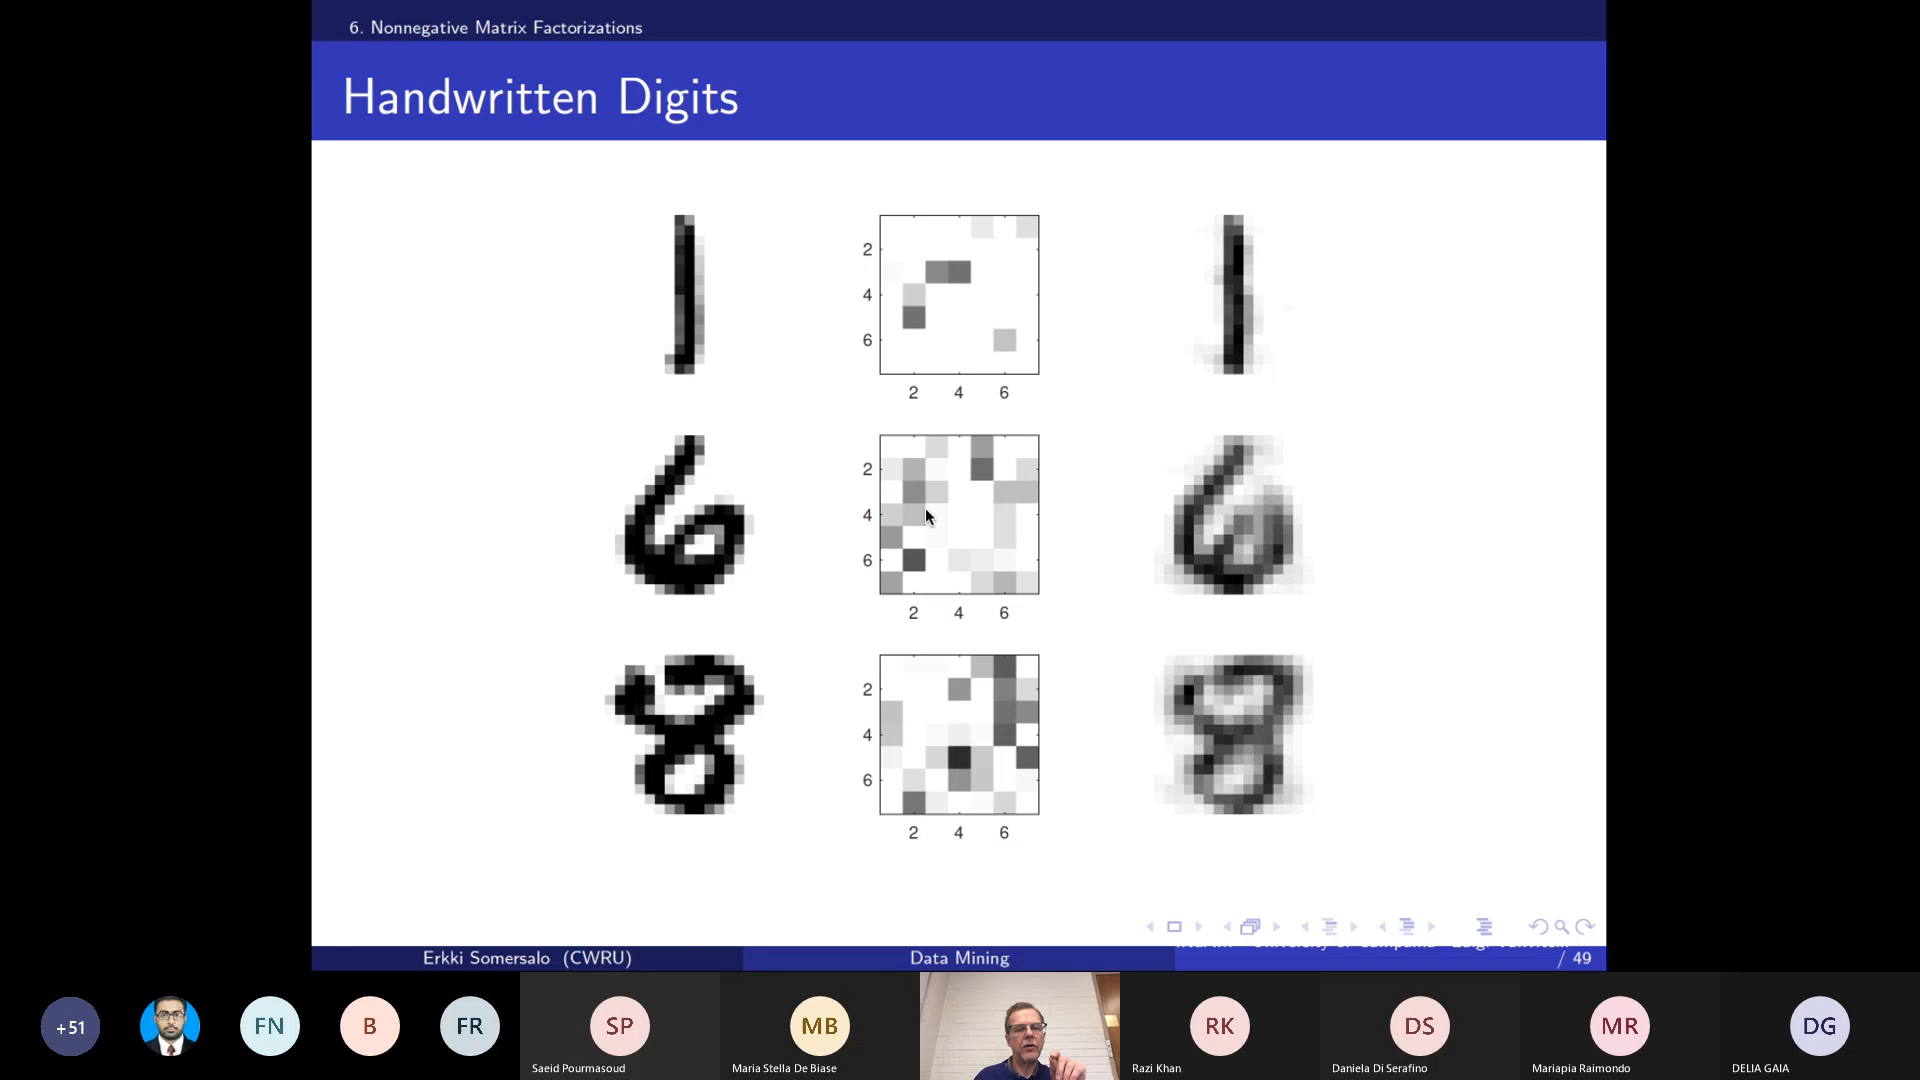 6. Nonnegative Matrix Factorizations
Handwritten Digits
2
4
6
2 4 6
2
4
6
2 4 6
2
4
6
2 4 6
Erkki Somersalo (CWRU)
Data Mining
/ 49
+51
FN
B
FR
SP
MB
RK
DS
MR
DG
Saeid Pourmasoud
Maria Stella De Biase
Razi Khan
Daniela Di Serafino
Mariapia Raimondo
DELIA GAIA